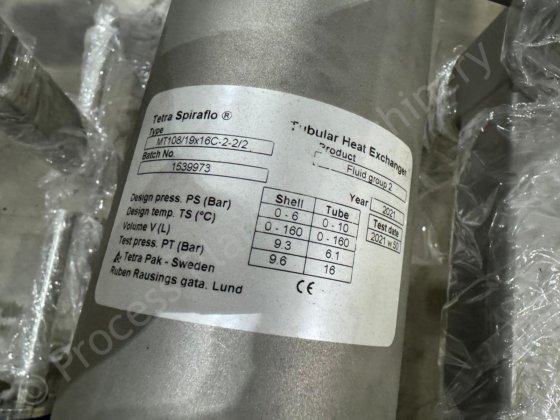 Tetra Spiraflo ®
Tubular Heat Exchanger
Type
MT108/19x16C-2-2/2
Product
Fluid group 2
Batch No.
1539973
Year
2021
Shell Tube
Test date
2021 w.50
Design press. PS (Bar) 0 - 6 0 - 10
Design temp. TS (°C) 0 - 160 0 - 160
Volume V (L) 9.3 6.1
Test press. PT (Bar) 9.6 16
Tetra Pak - Sweden
Ruben Rausings gata. Lund
CE
© Process Machinery